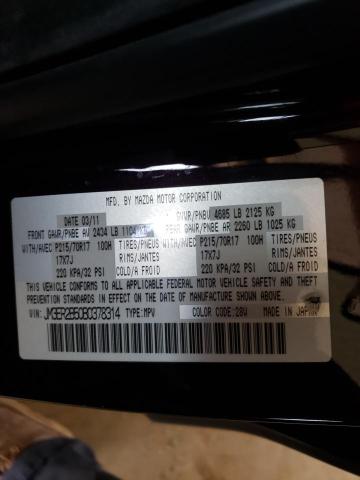 MFD. BY MAZDA MOTOR CORPORATION
DATE 03/11 GVWR/PNBV 4685 LB 2125 KG
FRONT GAWR/PNBE AV 2434 LB 1104 KG REAR GAWR/PNBE AR 2260 LB 1025 KG
WITH/AVEC P215/70R17 100H TIRES/PNEUS WITH/AVEC P215/70R17 100H TIRES/PNEUS
17X7J RIMS/JANTES 17X7J RIMS/JANTES
220 KPA/32 PSI COLD/A FROID 220 KPA/32 PSI COLD/A FROID
THIS VEHICLE CONFORMS TO ALL APPLICABLE FEDERAL MOTOR VEHICLE SAFETY AND THEFT
PREVENTION STANDARDS IN EFFECT ON THE DATE OF MANUFACTURE SHOWN ABOVE.
VIN: JM3ER2B50B0378314 TYPE:MPV COLOR CODE:28W MADE IN JAPAN